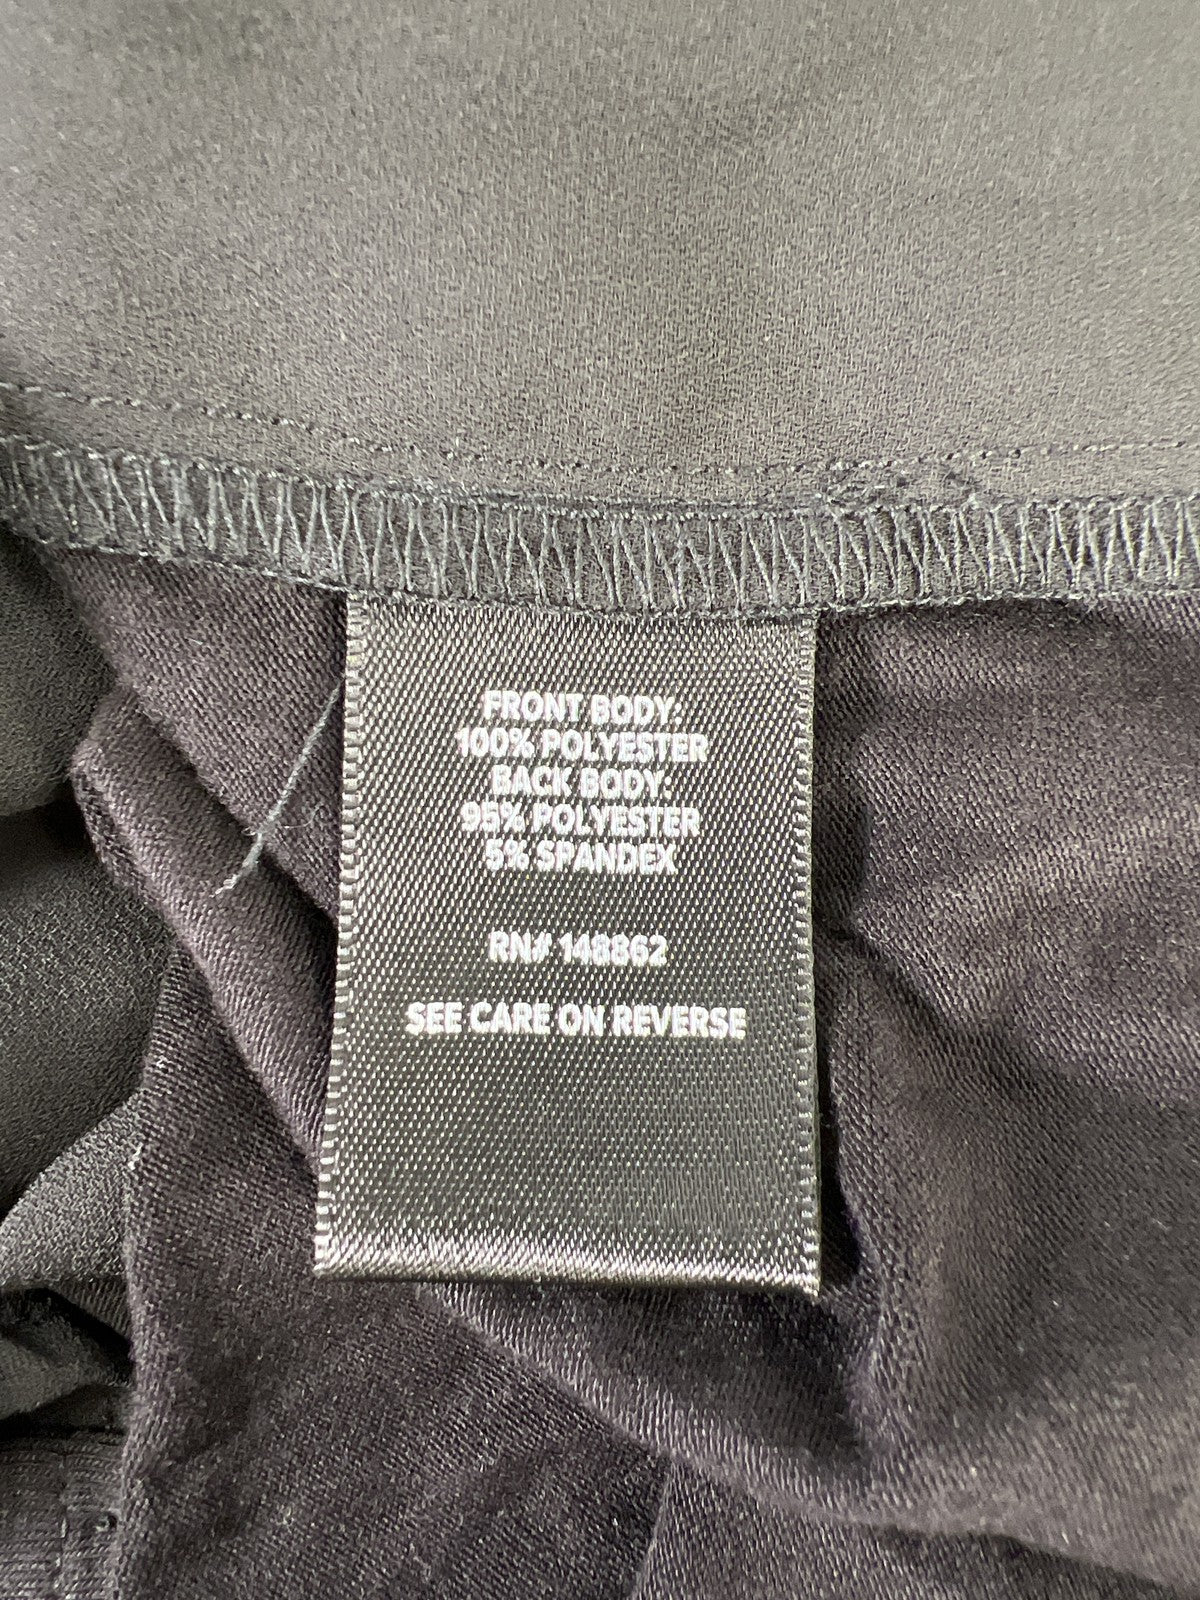 FRONT BODY:
100% POLYESTER
BACK BODY:
95% POLYESTER
5% SPANDEX
RN# 148862
SEE CARE ON REVERSE